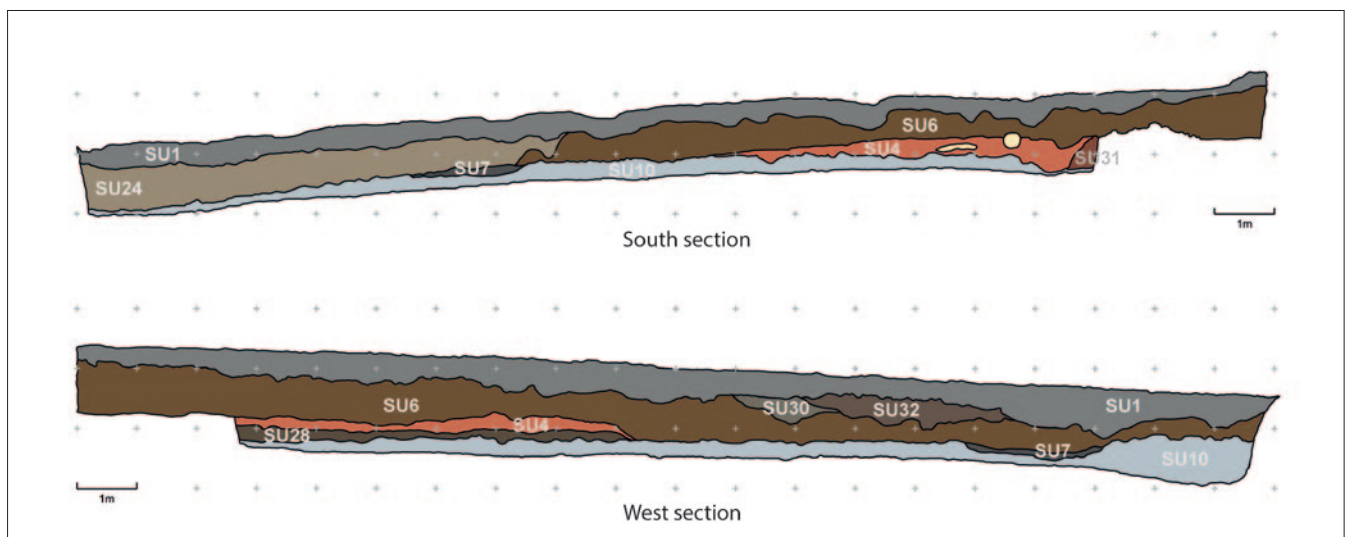 SU1
SU6
SU4
SU31
SU7
SU10
SU24
1m
South section
SU6
SU30
SU32
SU1
SU4
SU28
SU7
SU10
1m
West section